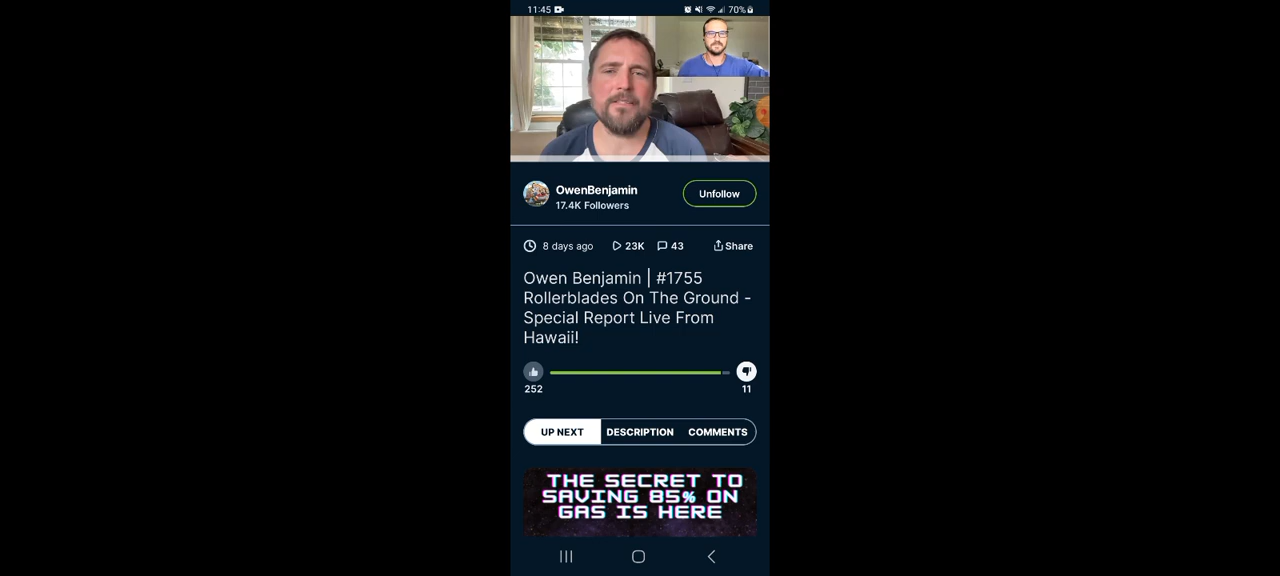 11:45
70%
OwenBenjamin
17.4K Followers
Unfollow
8 days ago
23K
43
Share
Owen Benjamin | #1755
Rollerblades On The Ground -
Special Report Live From
Hawaii!
252
11
UP NEXT
DESCRIPTION
COMMENTS
THE SECRET TO
SAVING 85% ON
GAS IS HERE